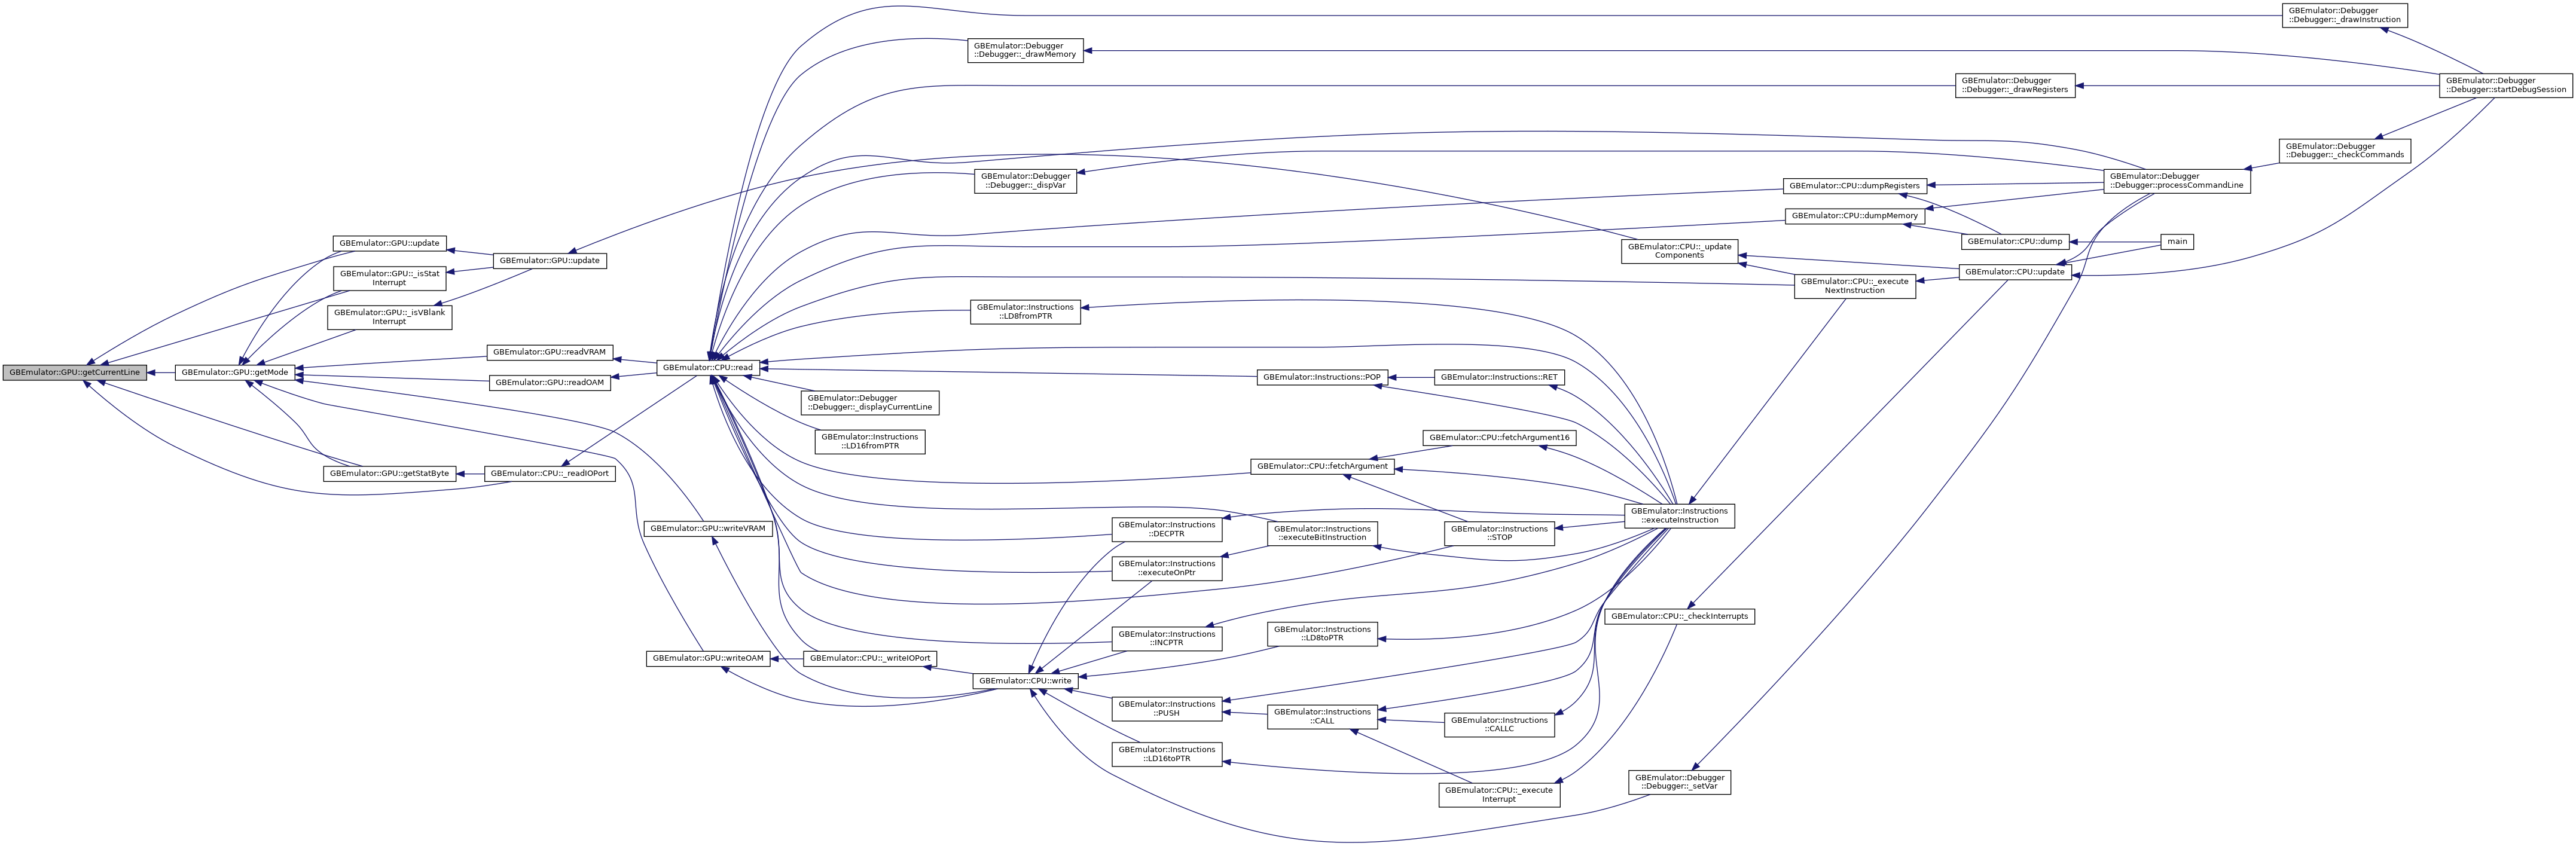 GBEmulator::Debugger
::Debugger::_drawInstruction
GBEmulator::Debugger
::Debugger::_drawMemory
GBEmulator::Debugger
::Debugger::_drawRegisters
GBEmulator::Debugger
::Debugger::startDebugSession
GBEmulator::Debugger
::Debugger::_checkCommands
GBEmulator::Debugger
::Debugger::_dispVar
GBEmulator::Debugger
::Debugger::processCommandLine
GBEmulator::CPU::dumpRegisters
GBEmulator::CPU::dumpMemory
GBEmulator::CPU::dump
main
GBEmulator::GPU::update
GBEmulator::GPU::_isStat
Interrupt
GBEmulator::GPU::_isVBlank
Interrupt
GBEmulator::GPU::update
GBEmulator::CPU::_update
Components
GBEmulator::CPU::_execute
NextInstruction
GBEmulator::CPU::update
GBEmulator::Instructions
::LD8fromPTR
GBEmulator::GPU::getCurrentLine
GBEmulator::GPU::getMode
GBEmulator::GPU::readVRAM
GBEmulator::GPU::readOAM
GBEmulator::CPU::read
GBEmulator::Instructions::POP
GBEmulator::Instructions::RET
GBEmulator::Debugger
::Debugger::_displayCurrentLine
GBEmulator::Instructions
::LD16fromPTR
GBEmulator::CPU::fetchArgument16
GBEmulator::CPU::fetchArgument
GBEmulator::GPU::getStatByte
GBEmulator::CPU::_readIOPort
GBEmulator::GPU::writeVRAM
GBEmulator::Instructions
::DECPTR
GBEmulator::Instructions
::executeBitInstruction
GBEmulator::Instructions
::STOP
GBEmulator::Instructions
::executeInstruction
GBEmulator::Instructions
::executeOnPtr
GBEmulator::CPU::_checkInterrupts
GBEmulator::Instructions
::INCPTR
GBEmulator::Instructions
::LD8toPTR
GBEmulator::GPU::writeOAM
GBEmulator::CPU::_writeIOPort
GBEmulator::CPU::write
GBEmulator::Instructions
::PUSH
GBEmulator::Instructions
::CALL
GBEmulator::Instructions
::CALLC
GBEmulator::Instructions
::LD16toPTR
GBEmulator::CPU::_execute
Interrupt
GBEmulator::Debugger
::Debugger::_setVar